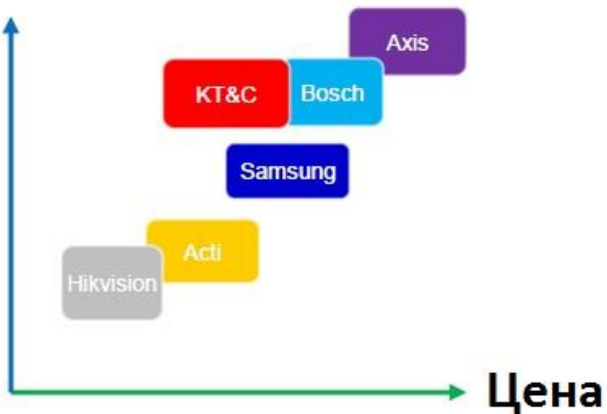 Axis
KT&C
Bosch
Samsung
Acti
Hikvision
Цена